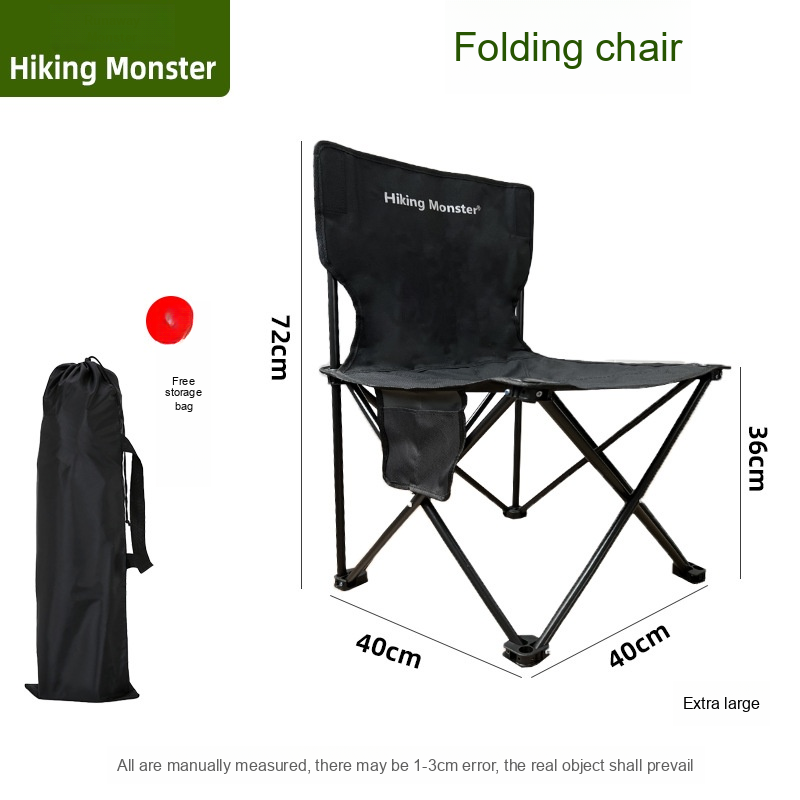 Hiking Monster
Folding chair
Hiking Monster®
72cm
Free
storage
bag
36cm
40cm
40cm
Extra large
All are manually measured, there may be 1-3cm error, the real object shall prevail